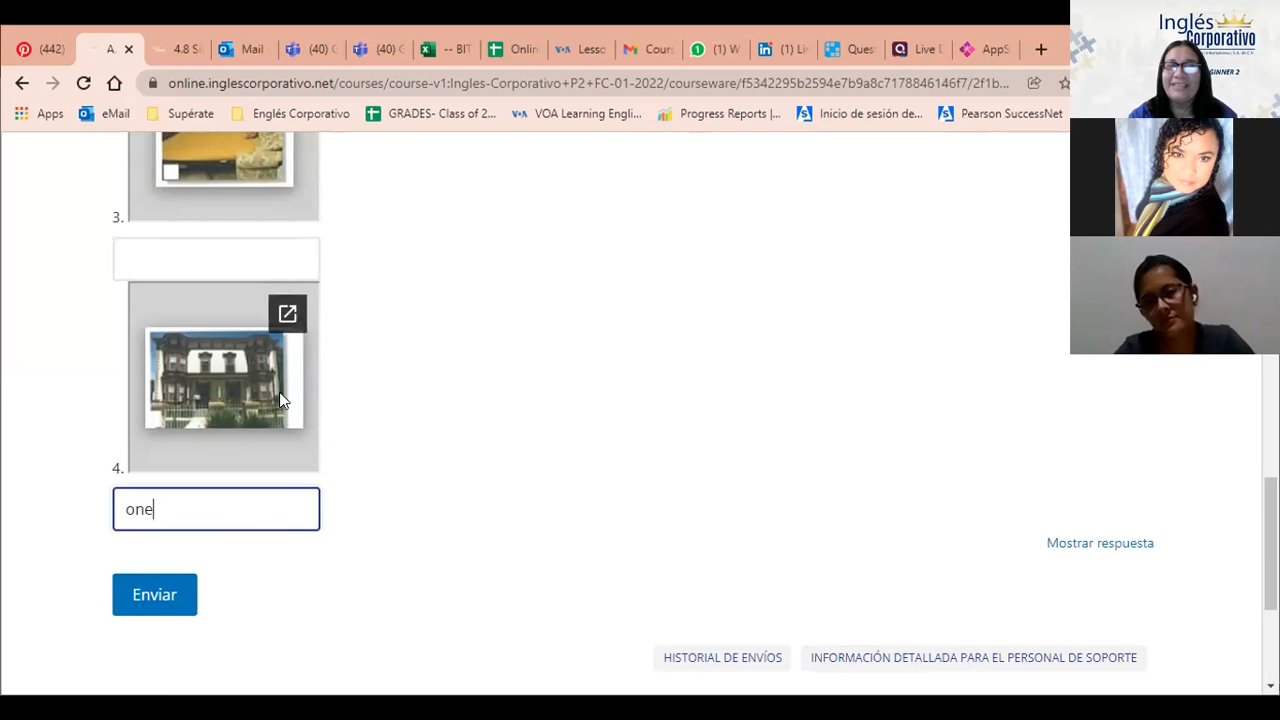 (442)
A.
4.8 Si
Mail -
(40) G
(40) G
-- BIT
Onlin
Lesso
Cours
(1) W
(1) Li
Ques
Live D
AppS
online.inglescorporativo.net/courses/course-v1:Ingles-Corporativo+P2+FC-01-2022/courseware/f5342295b2594e7b9a8c7178846146f7/2f1b...
Apps
eMail
Supérate
Englés Corporativo
GRADES- Class of 2...
VOA Learning Engli...
Progress Reports |...
Inicio de sesión de...
Pearson SuccessNet
Inglés
Corporativo
3.
4.
one
Mostrar respuesta
Enviar
HISTORIAL DE ENVÍOS
INFORMACIÓN DETALLADA PARA EL PERSONAL DE SOPORTE